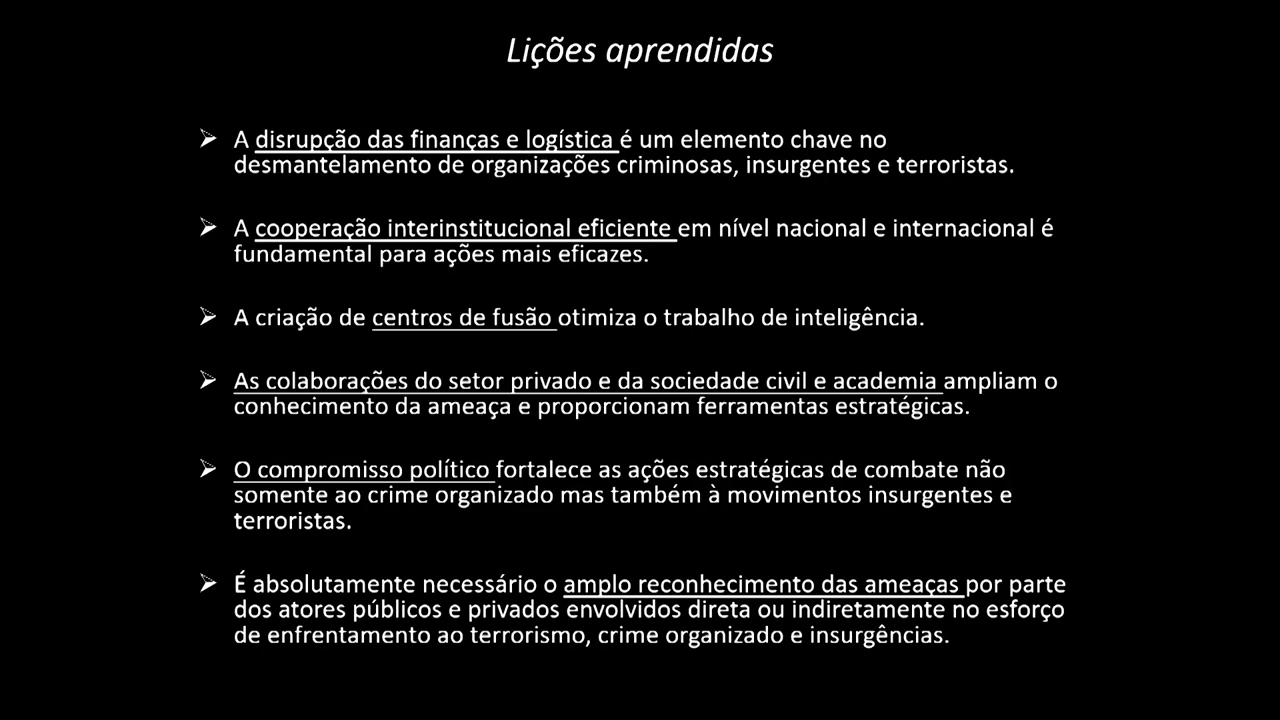 Lições aprendidas
➢ A disrupção das finanças e logística é um elemento chave no
desmantelamento de organizações criminosas, insurgentes e terroristas.
➢ A cooperação interinstitucional eficiente em nível nacional e internacional é
fundamental para ações mais eficazes.
➢ A criação de centros de fusão otimiza o trabalho de inteligência.
➢ As colaborações do setor privado e da sociedade civil e academia ampliam o
conhecimento da ameaça e proporcionam ferramentas estratégicas.
➢ O compromisso político fortalece as ações estratégicas de combate não
somente ao crime organizado mas também à movimentos insurgentes e
terroristas.
➢ É absolutamente necessário o amplo reconhecimento das ameaças por parte
dos atores públicos e privados envolvidos direta ou indiretamente no esforço
de enfrentamento ao terrorismo, crime organizado e insurgências.